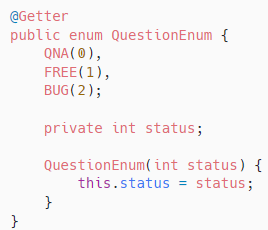 @Getter
public enum QuestionEnum {
    QNA(0),
    FREE(1),
    BUG(2);

    private int status;

    QuestionEnum(int status) {
        this.status = status;
    }
}